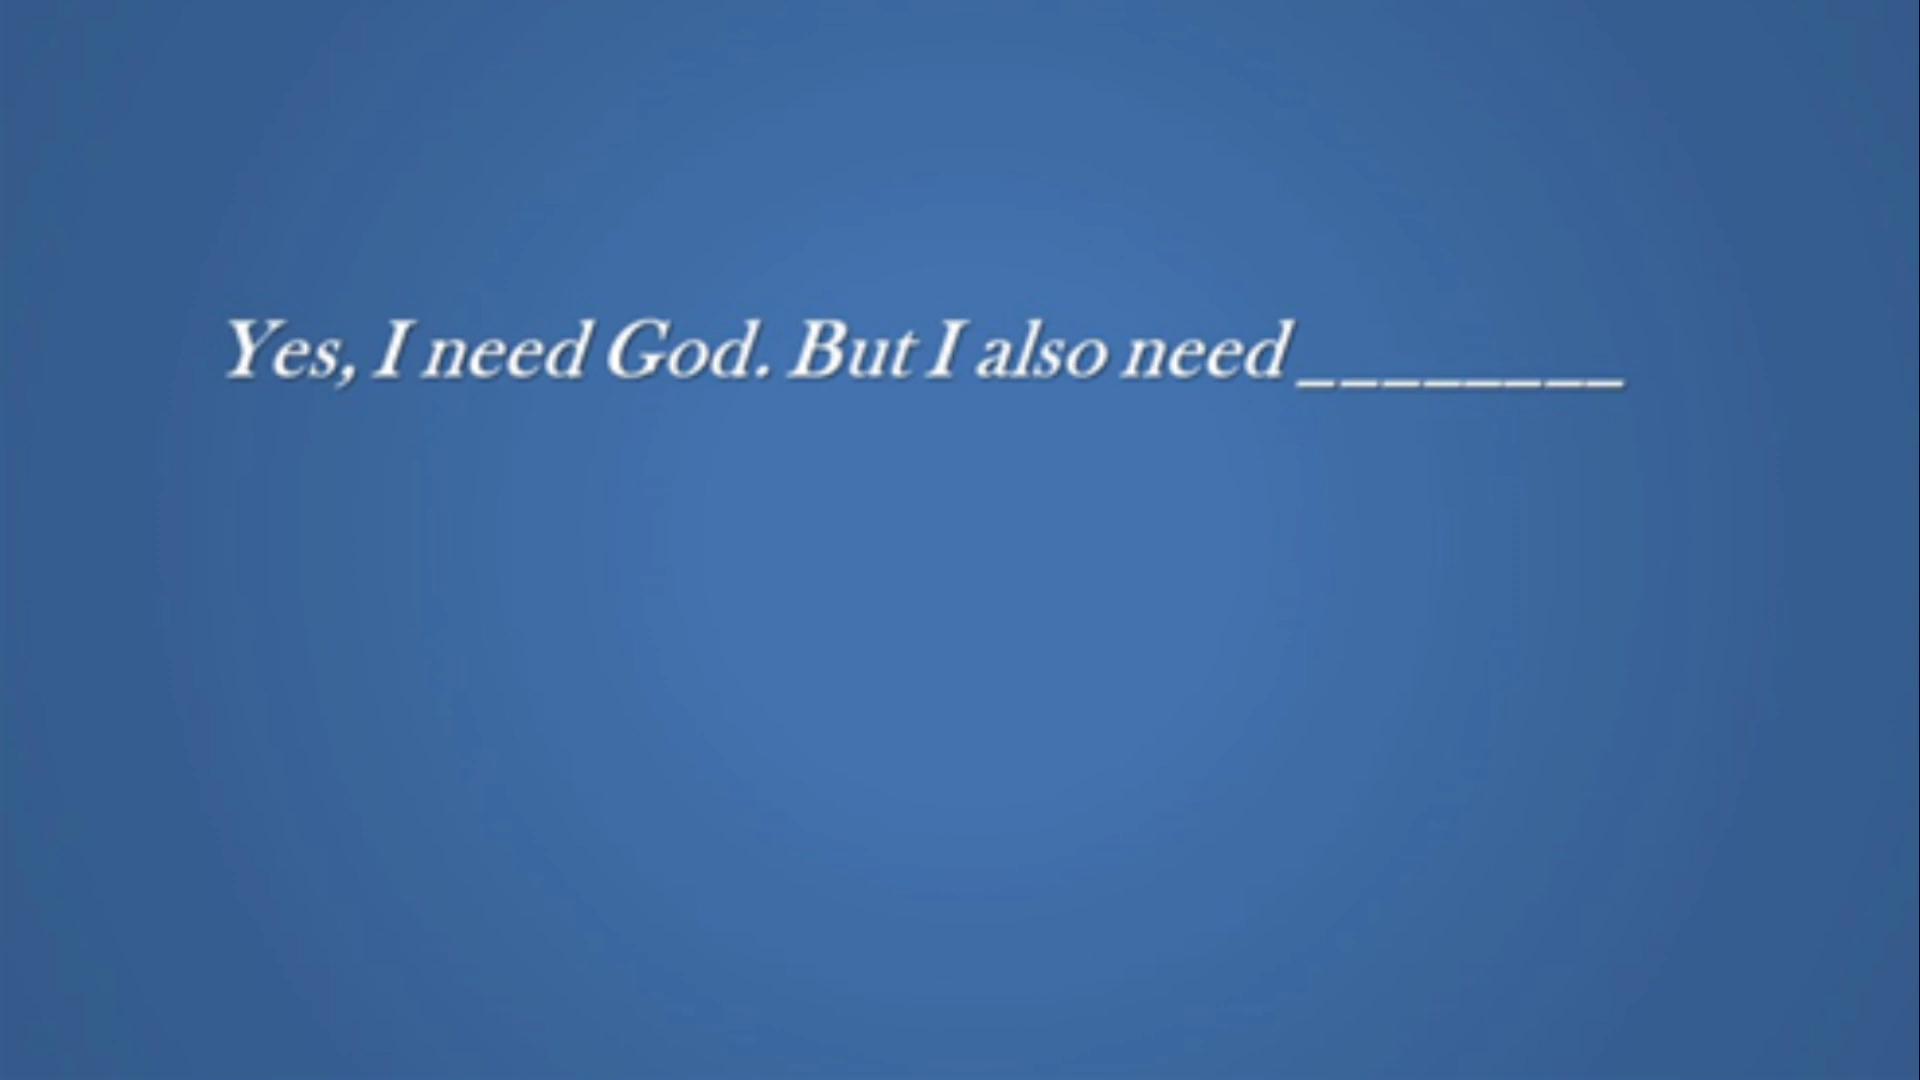 Yes, I need God. But I also need ________